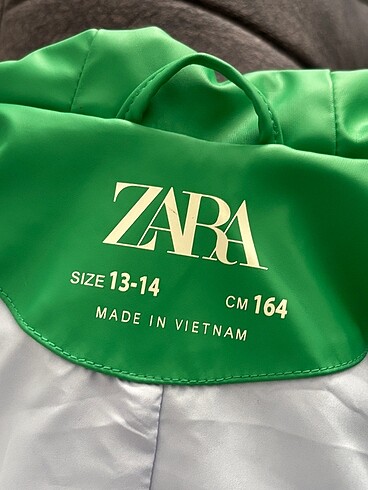 ZARA
SIZE 13-14 CM 164
MADE IN VIETNAM